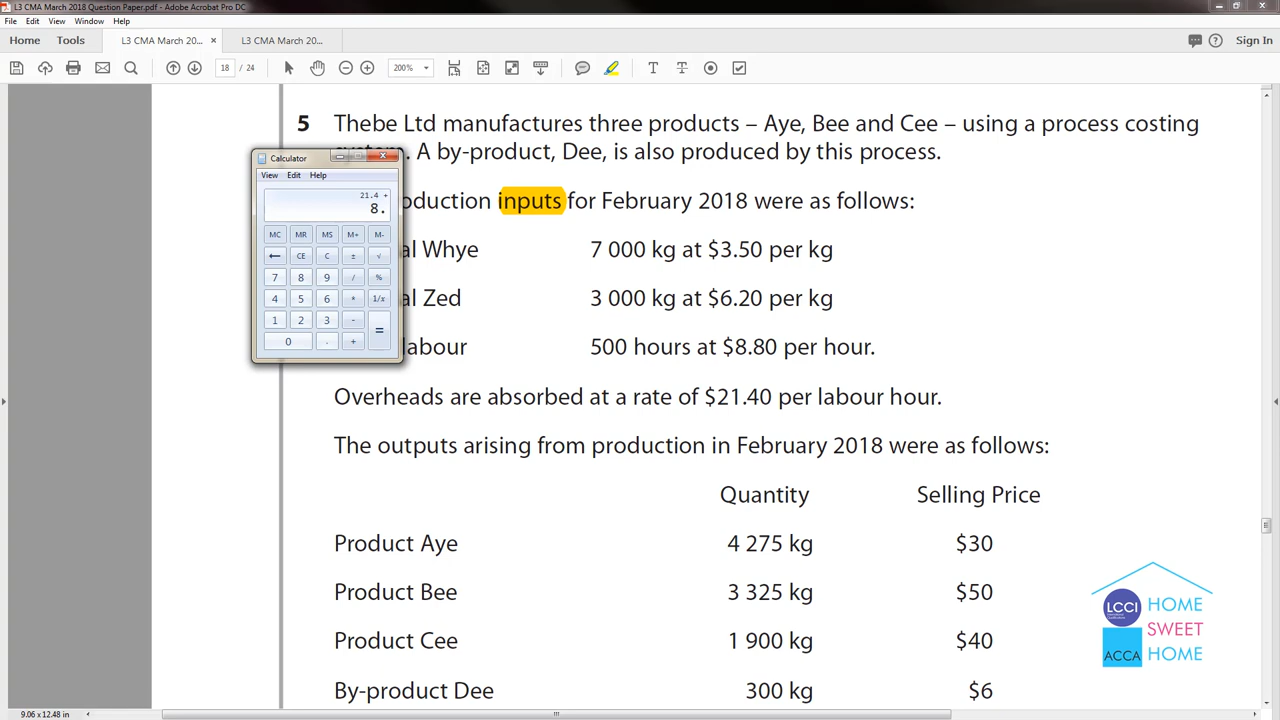 L3 CMA March 2018 Question Paper.pdf - Adobe Acrobat Pro DC
File Edit View Window Help
Home Tools L3 CMA March 20... × L3 CMA March 20... Sign In
18 / 24 200%
5 Thebe Ltd manufactures three products – Aye, Bee and Cee – using a process costing
. A by-product, Dee, is also produced by this process.
Calculator
View Edit Help
21.4 +
8.
MC MR MS M+ M-
← CE C ± √
7 8 9 / %
4 5 6 * 1/x
1 2 3 - =
0 . +
oduction inputs for February 2018 were as follows:
al Whye 7 000 kg at $3.50 per kg
al Zed 3 000 kg at $6.20 per kg
labour 500 hours at $8.80 per hour.
Overheads are absorbed at a rate of $21.40 per labour hour.
The outputs arising from production in February 2018 were as follows:
Quantity Selling Price
Product Aye 4 275 kg $30
Product Bee 3 325 kg $50
Product Cee 1 900 kg $40
By-product Dee 300 kg $6
LCCI HOME
SWEET
ACCA HOME
9.06 x 12.48 in